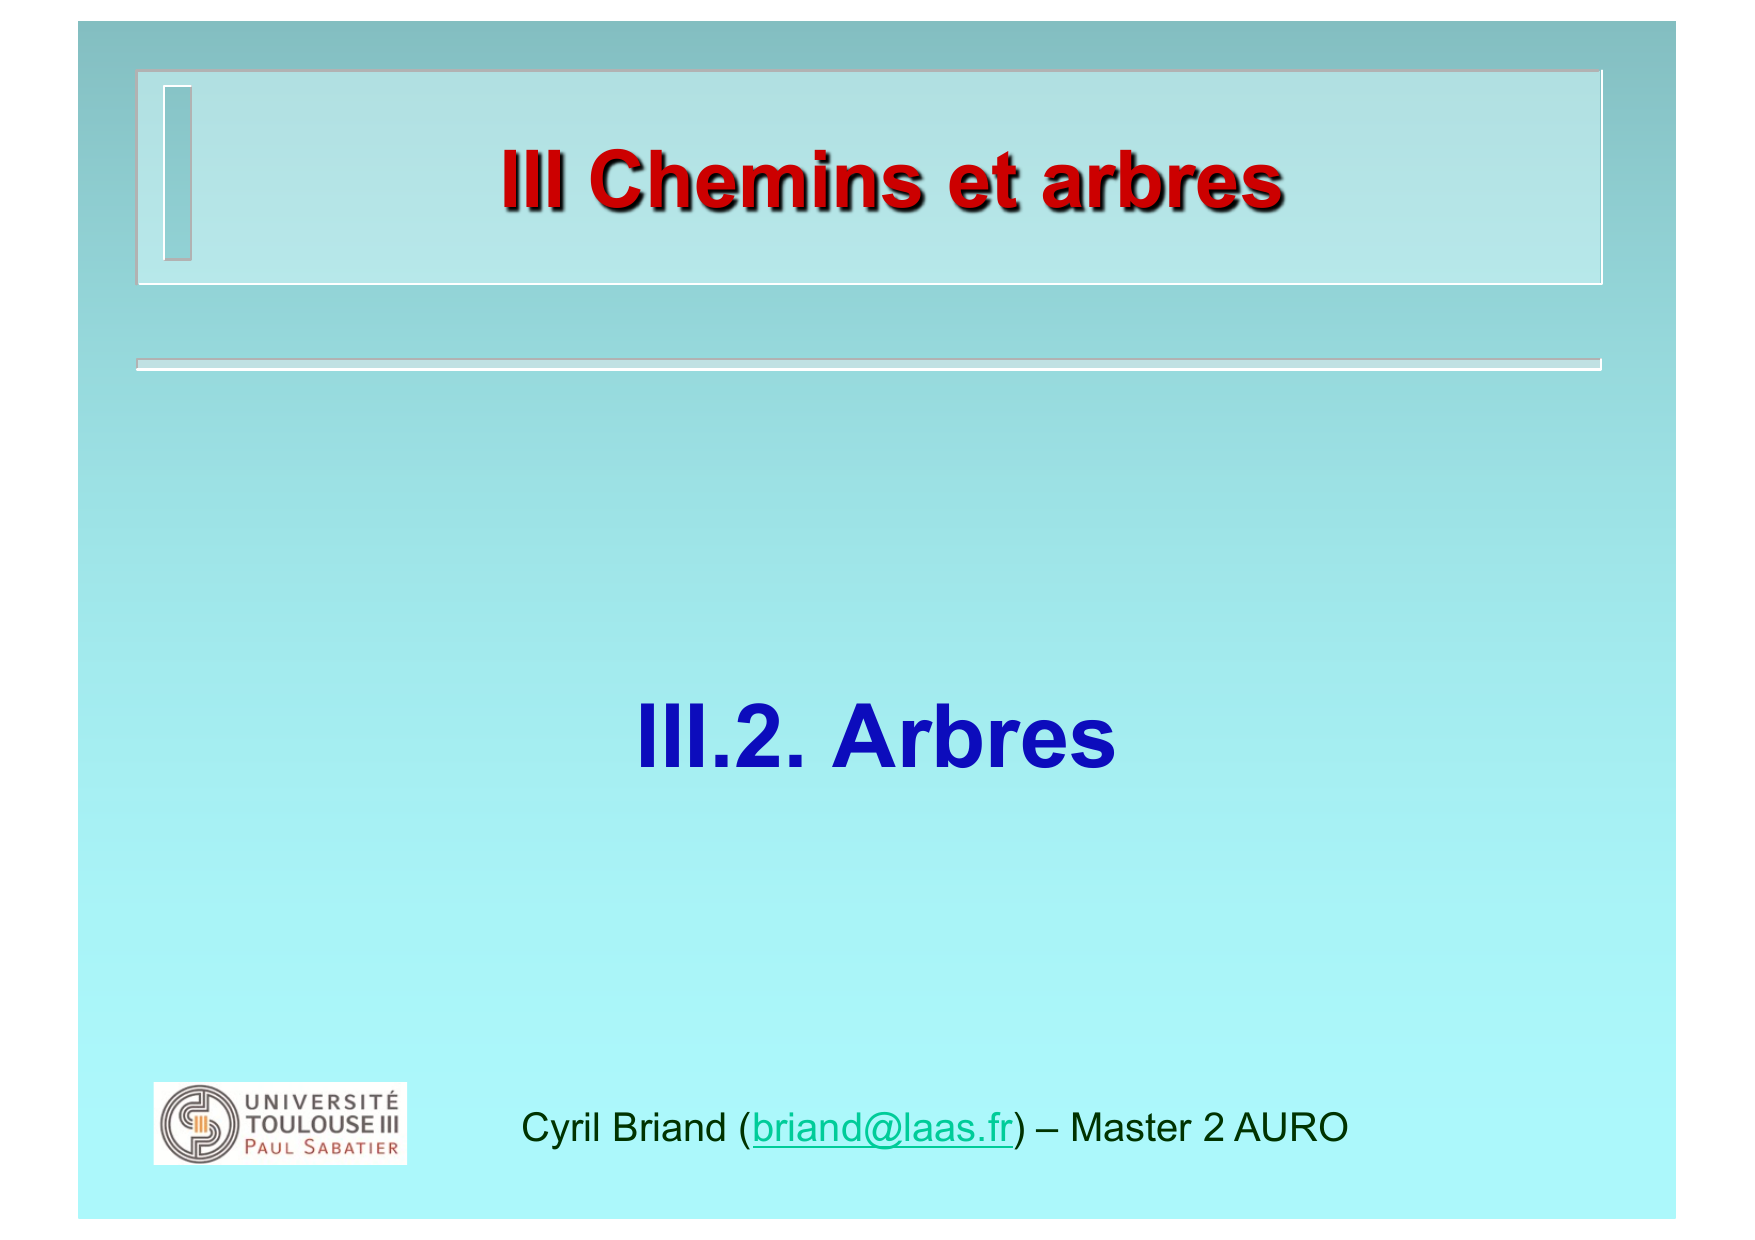 III Chemins et arbres
III.2. Arbres
UNIVERSITÉ
TOULOUSE III
PAUL SABATIER
Cyril Briand (briand@laas.fr) – Master 2 AURO